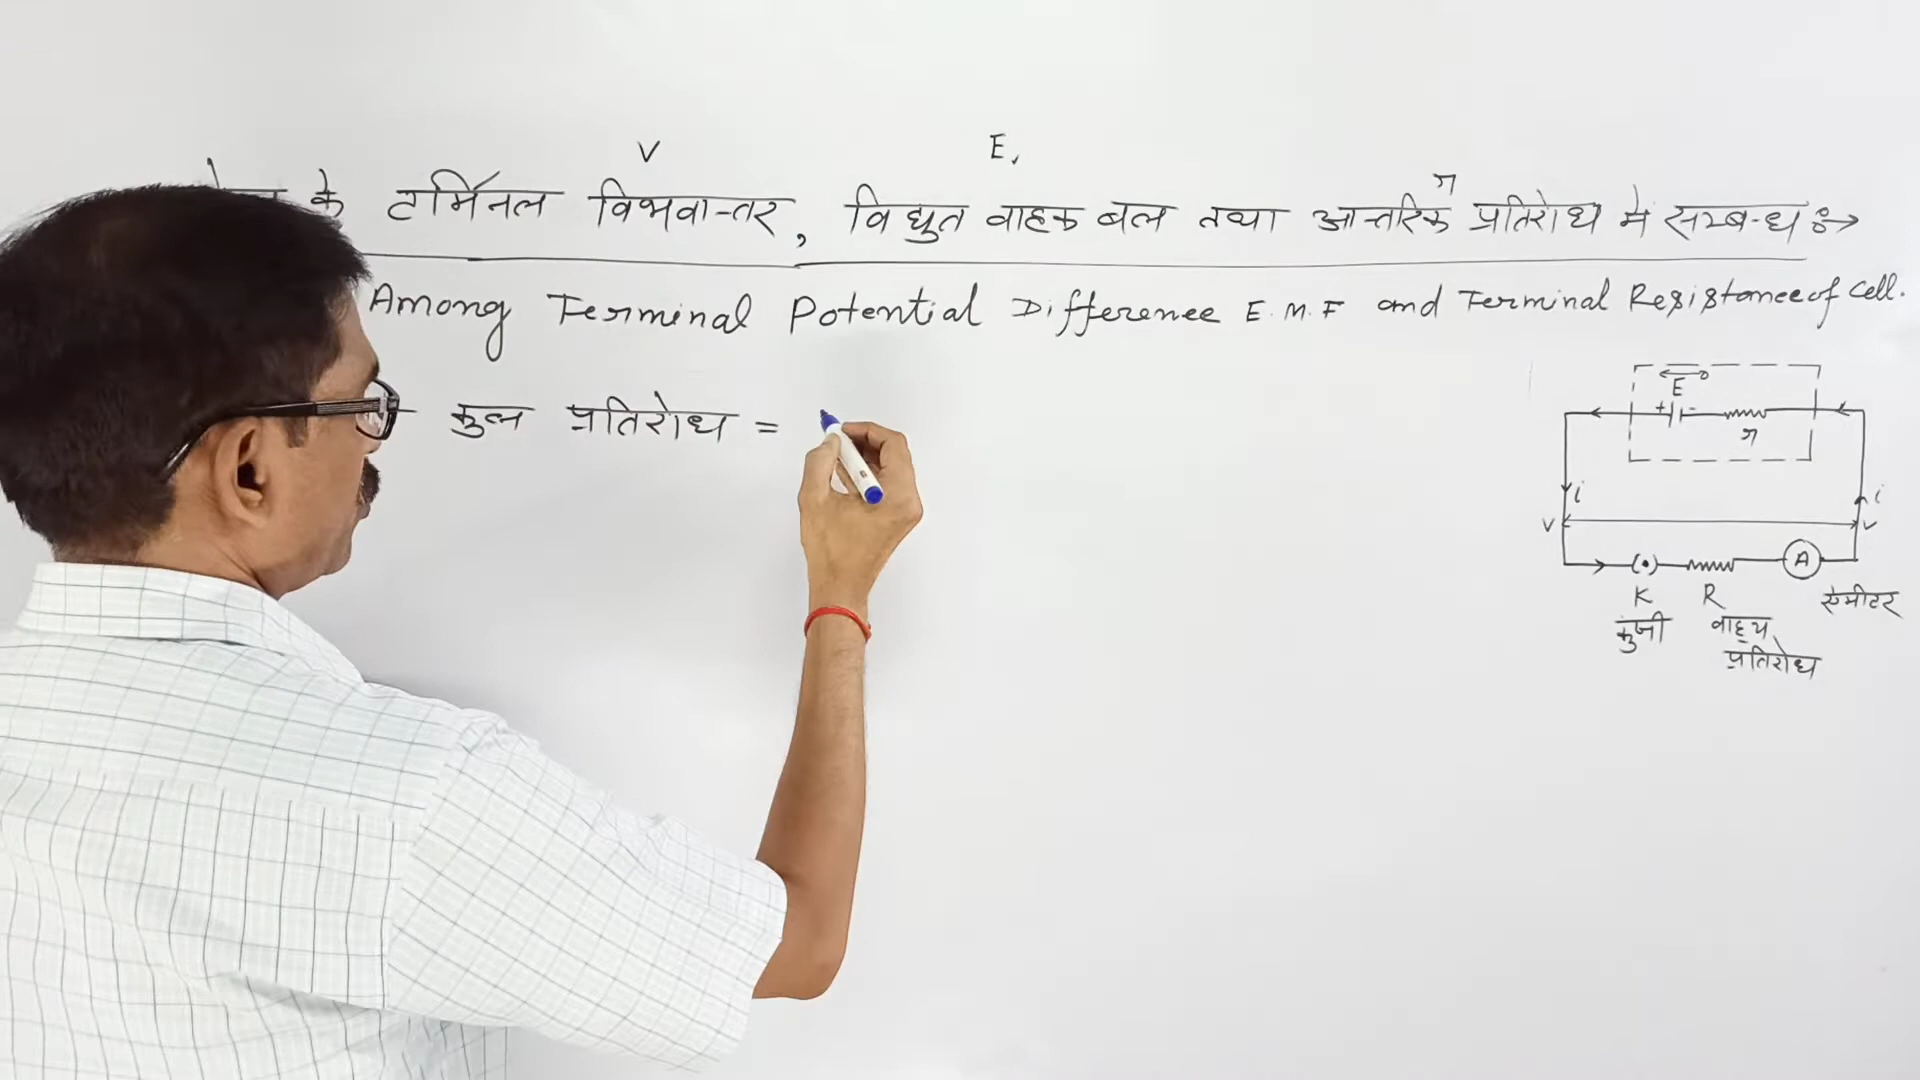 V E,
के टर्मिनल विभवान्तर, विद्युत वाहक बल तथा आन्तरिक r प्रतिरोध में सम्बन्ध :→
Among Terminal Potential Difference E.M.F and Terminal Resistance of Cell.
कुल प्रतिरोध =
E
+ -
r
i i
V V
A
K R एमीटर
कुंजी वाह्य
प्रतिरोध